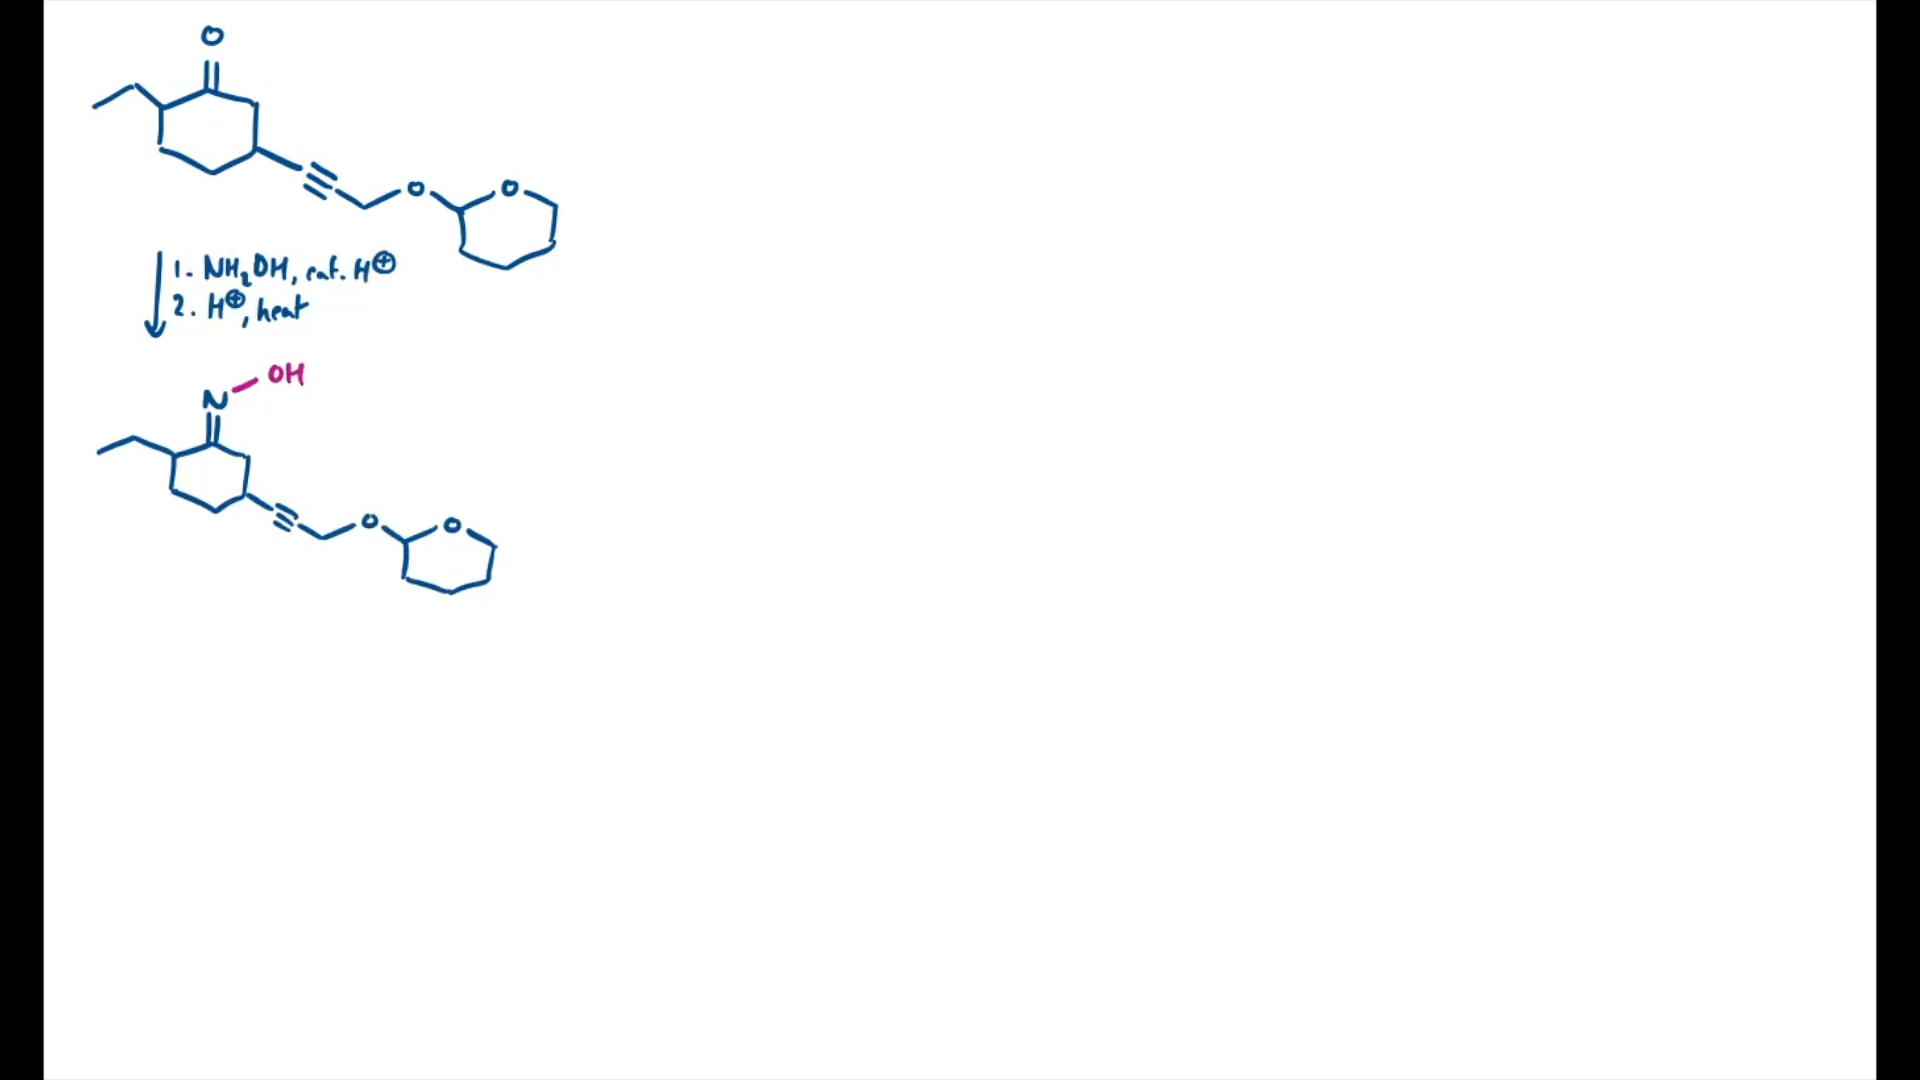 O
O O
1. NH₂OH, cat. H⊕
2. H⊕, heat
OH
N
O O